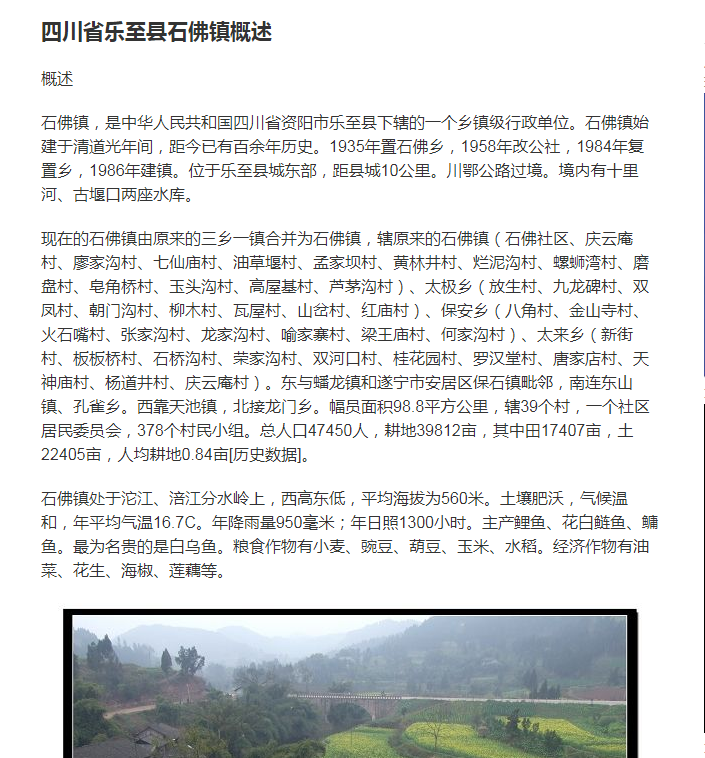 四川省乐至县石佛镇概述
概述
石佛镇，是中华人民共和国四川省资阳市乐至县下辖的一个乡镇级行政单位。石佛镇始
建于清道光年间，距今已有百余年历史。1935年置石佛乡，1958年改公社，1984年复
置乡，1986年建镇。位于乐至县城东部，距县城10公里。川鄂公路过境。境内有十里
河、古堰口两座水库。
现在的石佛镇由原来的三乡一镇合并为石佛镇，辖原来的石佛镇（石佛社区、庆云庵
村、廖家沟村、七仙庙村、油草堰村、孟家坝村、黄林井村、烂泥沟村、螺蛳湾村、磨
盘村、皂角桥村、玉头沟村、高屋基村、芦茅沟村）、太极乡（放生村、九龙碑村、双
凤村、朝门沟村、柳木村、瓦屋村、山岔村、红庙村）、保安乡（八角村、金山寺村、
火石嘴村、张家沟村、龙家沟村、喻家寨村、梁王庙村、何家沟村）、太来乡（新街
村、板板桥村、石桥沟村、荣家沟村、双河口村、桂花园村、罗汉堂村、唐家店村、天
神庙村、杨道井村、庆云庵村）。东与蟠龙镇和遂宁市安居区保石镇毗邻，南连东山
镇、孔雀乡。西靠天池镇，北接龙门乡。幅员面积98.8平方公里，辖39个村，一个社区
居民委员会，378个村民小组。总人口47450人，耕地39812亩，其中田17407亩，土
22405亩，人均耕地0.84亩[历史数据]。
石佛镇处于沱江、涪江分水岭上，西高东低，平均海拔为560米。土壤肥沃，气候温
和，年平均气温16.7C。年降雨量950毫米；年日照1300小时。主产鲤鱼、花白鲢鱼、鳙
鱼。最为名贵的是白乌鱼。粮食作物有小麦、豌豆、葫豆、玉米、水稻。经济作物有油
菜、花生、海椒、莲藕等。